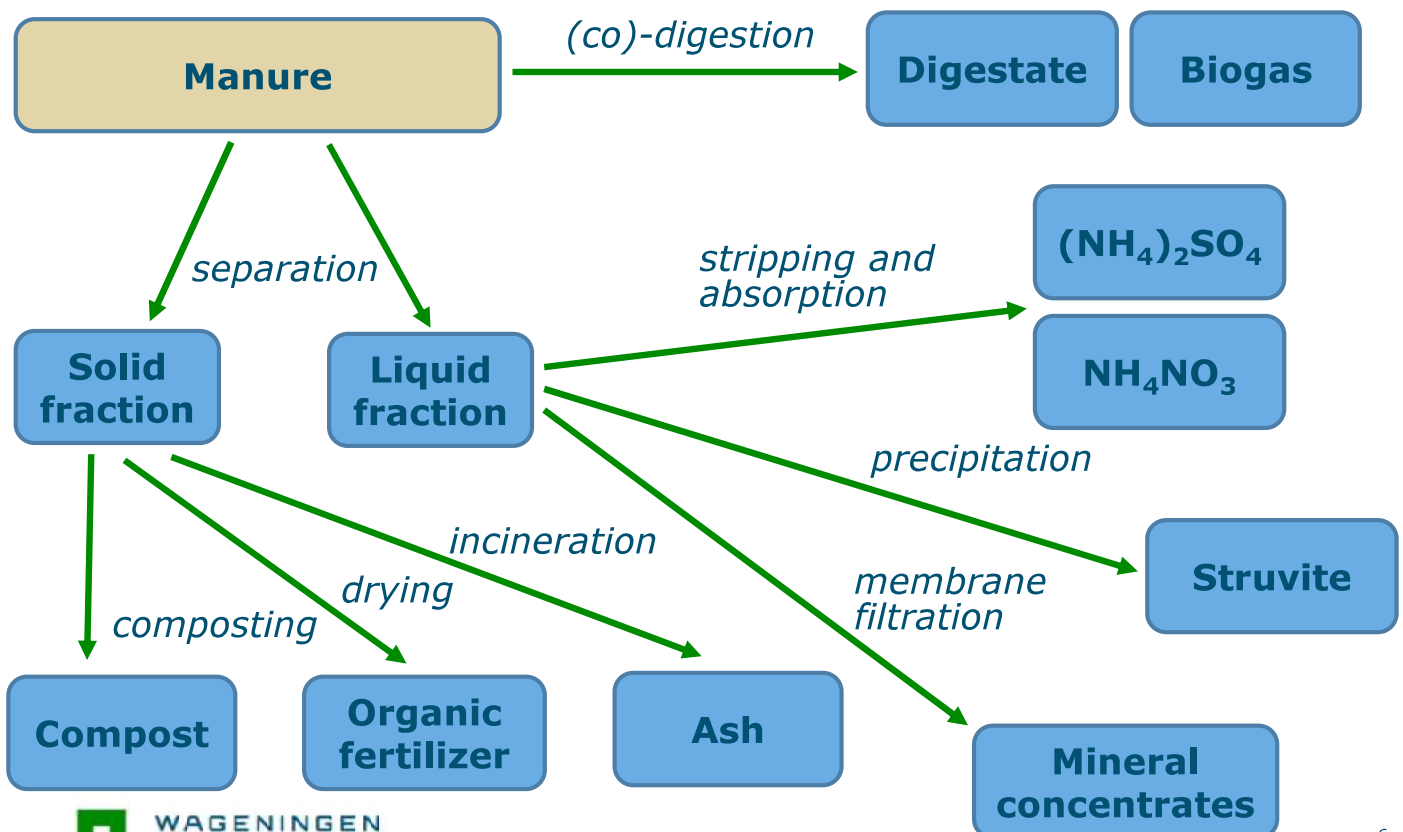 (co)-digestion
Manure
Digestate
Biogas
(NH₄)₂SO₄
stripping and
absorption
separation
NH₄NO₃
Solid
fraction
Liquid
fraction
precipitation
incineration
Struvite
membrane
filtration
drying
composting
Compost
Organic
fertilizer
Ash
Mineral
concentrates
WAGENINGEN